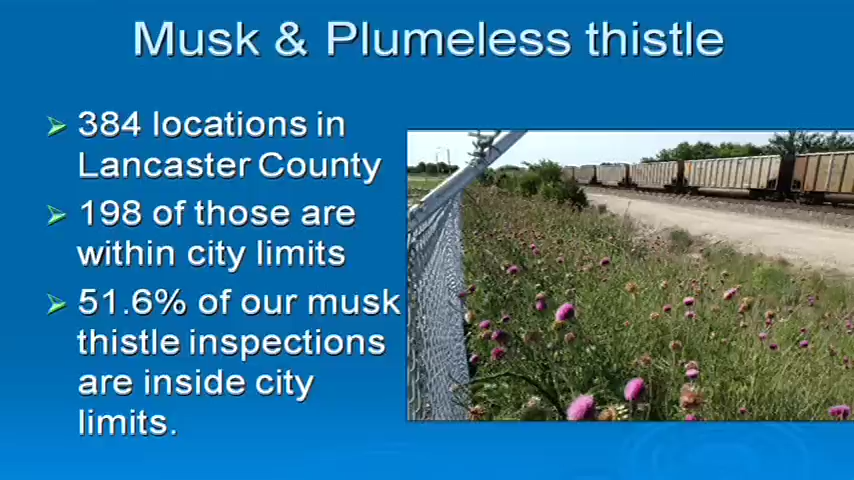 Musk & Plumeless thistle
384 locations in
Lancaster County
198 of those are
within city limits
51.6% of our musk
thistle inspections
are inside city
limits.